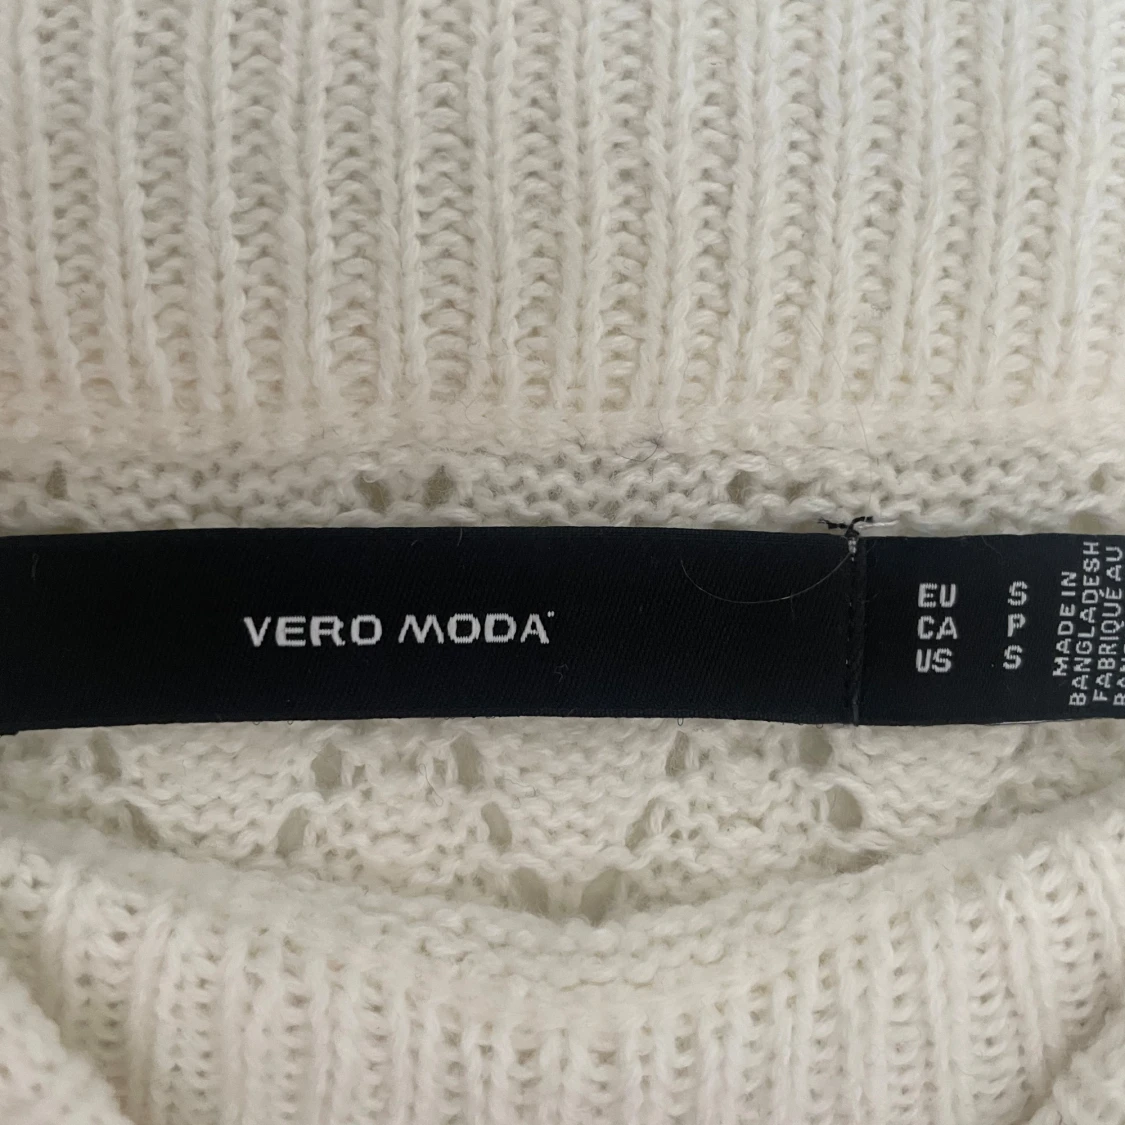 VERO MODA
EU S
CA P
US S
MADE IN
BANGLADESH
FABRIQUÉ AU